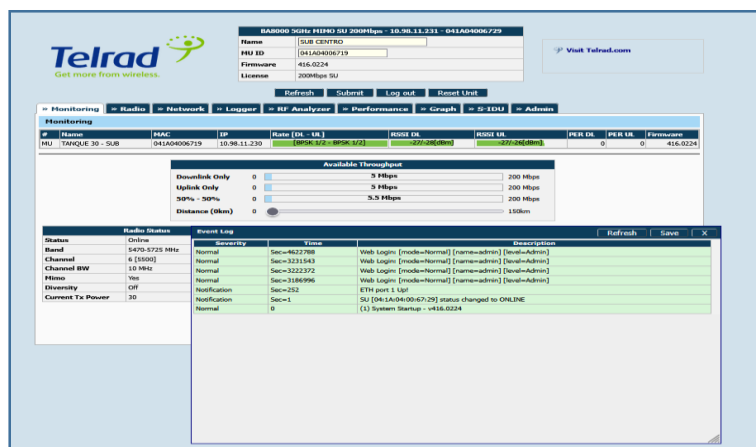 BA8000 5GHz MIMO SU 200Mbps - 10.98.11.231 - 041A04006729
Name SUB CENTRO
MU ID 041A04006719
Firmware 416.0224
License 200Mbps SU
Telrad
Get more from wireless.
Visit Telrad.com
Refresh Submit Log out Reset Unit
» Monitoring » Radio » Network » Logger » RF Analyzer » Performance » Graph » S-IDU » Admin
Monitoring
# Name MAC IP Rate [DL - UL] RSSI DL RSSI UL PER DL PER UL Firmware
MU TANQUE 30 - SUB 041A04006719 10.98.11.230 [BPSK 1/2 - BPSK 1/2] -27/-28[dBm] -27/-26[dBm] 0 0 416.0224
Available Throughput
Downlink Only 0 5 Mbps 200 Mbps
Uplink Only 0 5 Mbps 200 Mbps
50% - 50% 0 5.5 Mbps 200 Mbps
Distance (0km) 0 150km
Radio Status
Status Online
Band 5470-5725 MHz
Channel 6 [5500]
Channel BW 10 MHz
Mimo Yes
Diversity Off
Current Tx Power 30
Event Log Refresh Save X
Severity Time Description
Normal Sec=4622788 Web Login: [mode=Normal] [name=admin] [level=Admin]
Normal Sec=3231543 Web Login: [mode=Normal] [name=admin] [level=Admin]
Normal Sec=3222372 Web Login: [mode=Normal] [name=admin] [level=Admin]
Normal Sec=3186996 Web Login: [mode=Normal] [name=admin] [level=Admin]
Notification Sec=252 ETH port 1 Up!
Notification Sec=1 SU [04:1A:04:00:67:29] status changed to ONLINE
Normal 0 (1) System Startup - v416.0224